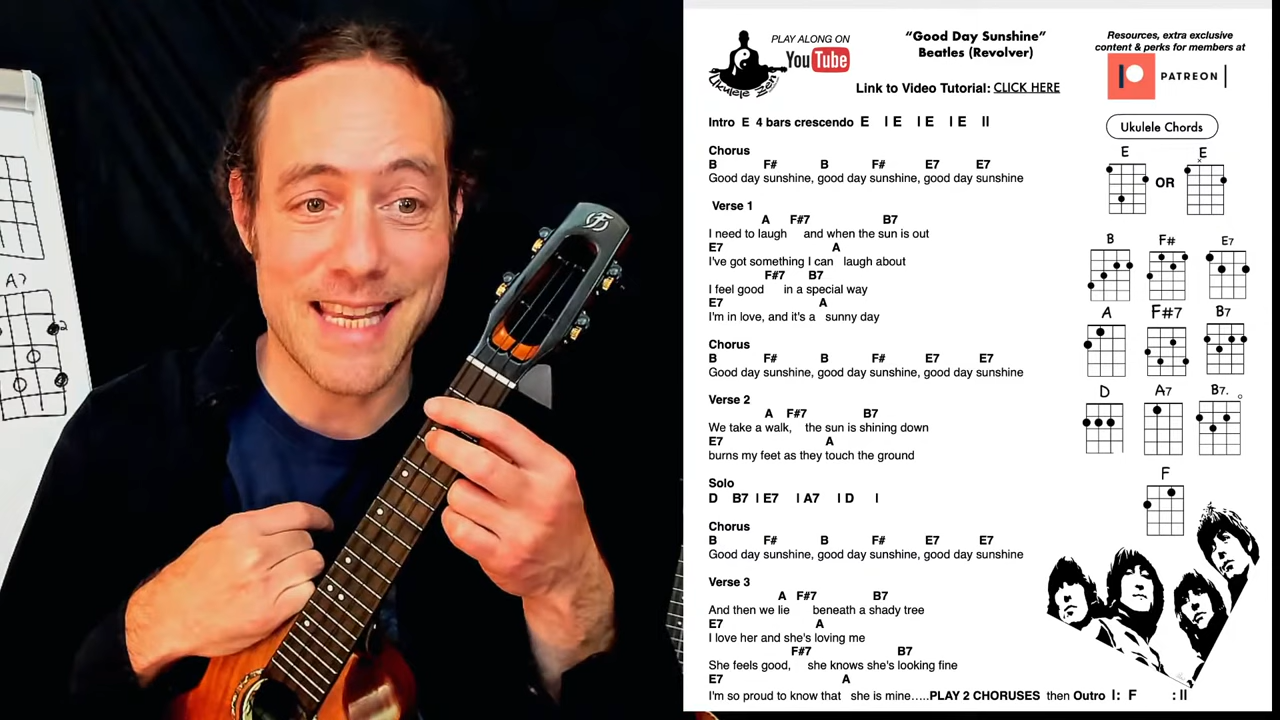 PLAY ALONG ON
YouTube
Ukulele Zen
"Good Day Sunshine"
Beatles (Revolver)
Link to Video Tutorial: CLICK HERE
Resources, extra exclusive
content & perks for members at
PATREON
Intro E 4 bars crescendo E I E I E I E II
Chorus
B F# B F# E7 E7
Good day sunshine, good day sunshine, good day sunshine
Verse 1
A F#7 B7
I need to laugh and when the sun is out
E7 A
I've got something I can laugh about
F#7 B7
I feel good in a special way
E7 A
I'm in love, and it's a sunny day
Chorus
B F# B F# E7 E7
Good day sunshine, good day sunshine, good day sunshine
Verse 2
A F#7 B7
We take a walk, the sun is shining down
E7 A
burns my feet as they touch the ground
Solo
D B7 I E7 I A7 I D I
Chorus
B F# B F# E7 E7
Good day sunshine, good day sunshine, good day sunshine
Verse 3
A F#7 B7
And then we lie beneath a shady tree
E7 A
I love her and she's loving me
F#7 B7
She feels good, she knows she's looking fine
E7 A
I'm so proud to know that she is mine.....PLAY 2 CHORUSES then Outro I: F :II
Ukulele Chords
E OR E
B F# E7
A F#7 B7
D A7 B7.
F
A7
F